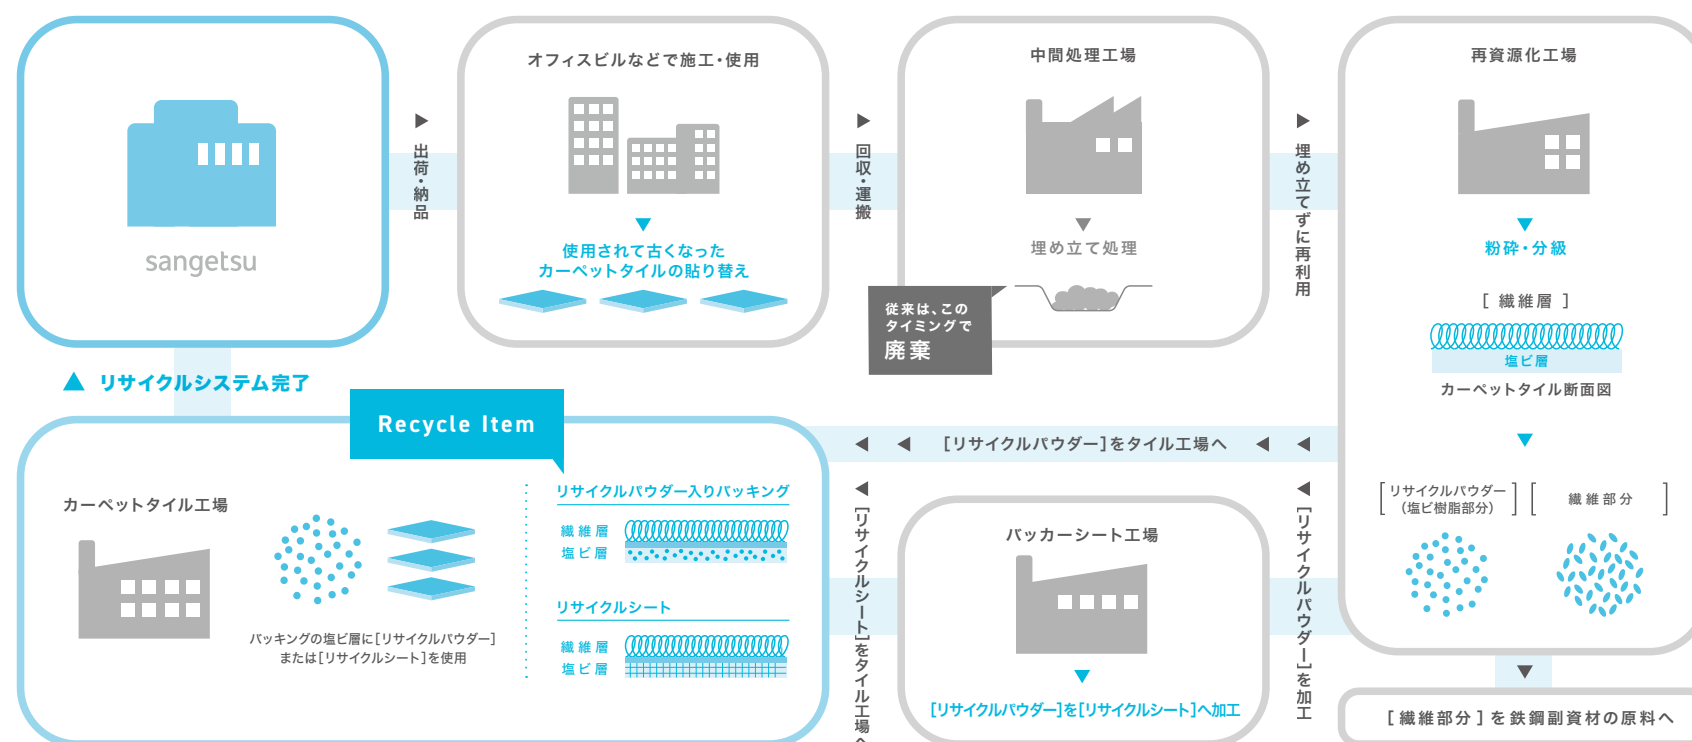 sangetsu
▶ 出荷・納品
オフィスビルなどで施工・使用
使用されて古くなった
カーペットタイルの貼り替え
▶ 回収・運搬
中間処理工場
埋め立て処理
従来は、この
タイミングで
廃棄
▶ 埋め立てずに再利用
再資源化工場
粉砕・分級
[ 繊維層 ]
塩ビ層
カーペットタイル断面図
[リサイクルパウダー
（塩ビ樹脂部分）]
[ 繊維部分 ]
[ 繊維部分 ] を鉄鋼副資材の原料へ
◀ ◀ [リサイクルパウダー]をタイル工場へ ◀ ◀
◀ [リサイクルパウダー]を加工
バッカーシート工場
[リサイクルパウダー]を[リサイクルシート]へ加工
◀ [リサイクルシート]をタイル工場へ
▲ リサイクルシステム完了
Recycle Item
カーペットタイル工場
バッキングの塩ビ層に[リサイクルパウダー]
または[リサイクルシート]を使用
リサイクルパウダー入りバッキング
繊維層
塩ビ層
リサイクルシート
繊維層
塩ビ層